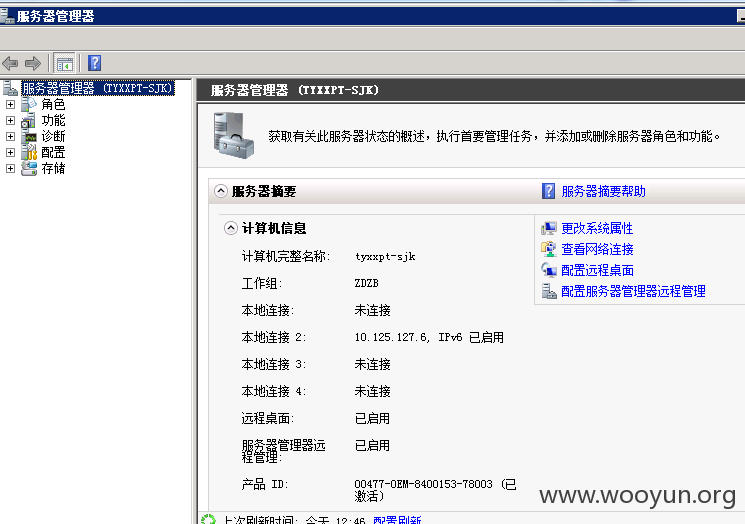 服务器管理器
服务器管理器 (TYXXPT-SJK)
角色
功能
诊断
配置
存储
服务器管理器 (TYXXPT-SJK)
获取有关此服务器状态的概述，执行首要管理任务，并添加或删除服务器角色和功能。
服务器摘要
服务器摘要帮助
计算机信息
计算机完整名称: tyxxpt-sjk
工作组: ZDZB
本地连接: 未连接
本地连接 2: 10.125.127.6, IPv6 已启用
本地连接 3: 未连接
本地连接 4: 未连接
远程桌面: 已启用
服务器管理器远程管理: 已启用
产品 ID: 00477-OEM-8400153-78003 (已
激活)
更改系统属性
查看网络连接
配置远程桌面
配置服务器管理器远程管理
上次刷新时间: 今天 12:46 配置刷新
www.wooyun.org